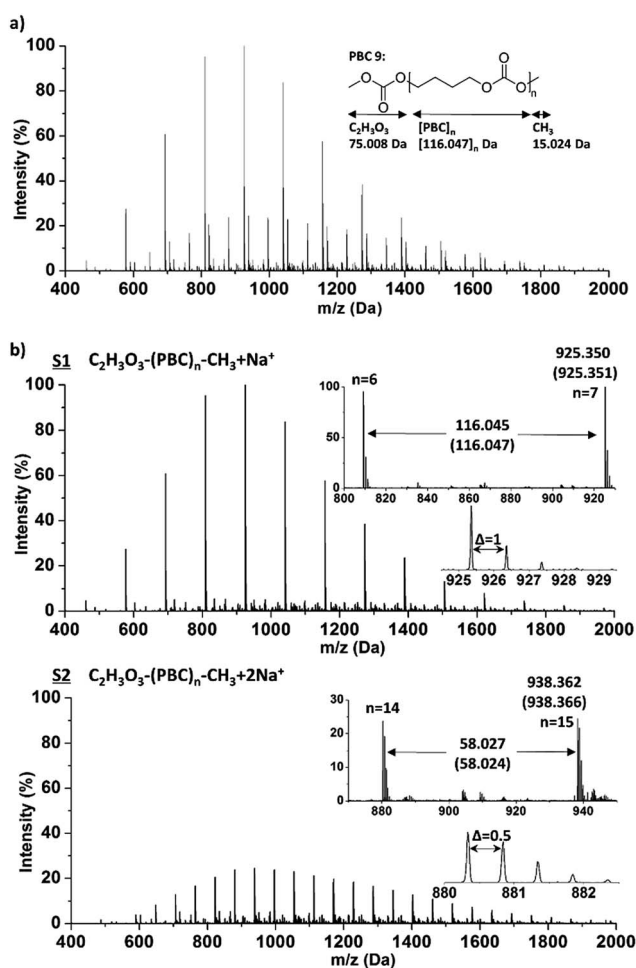 a)
PBC 9:
O O ( O O ) n
O O
C₂H₃O₃ [PBC]ₙ CH₃
75.008 Da [116.047]ₙ Da 15.024 Da
Intensity (%)
100
80
60
40
20
0
400 600 800 1000 1200 1400 1600 1800 2000
m/z (Da)
b)
S1 C₂H₃O₃-(PBC)ₙ-CH₃+Na⁺
Intensity (%)
100
80
60
40
20
0
400 600 800 1000 1200 1400 1600 1800 2000
m/z (Da)
925.350
(925.351)
n=6 n=7
116.045
(116.047)
100
75
50
25
0
800 820 840 860 880 900 920
Δ=1
925 926 927 928 929
S2 C₂H₃O₃-(PBC)ₙ-CH₃+2Na⁺
Intensity (%)
100
80
60
40
20
0
400 600 800 1000 1200 1400 1600 1800 2000
m/z (Da)
938.362
(938.366)
n=14 n=15
58.027
(58.024)
30
20
10
0
880 900 920 940
Δ=0.5
880 881 882